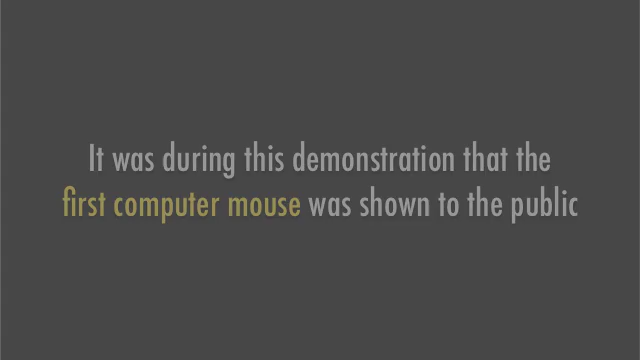 It was during this demonstration that the
first computer mouse was shown to the public